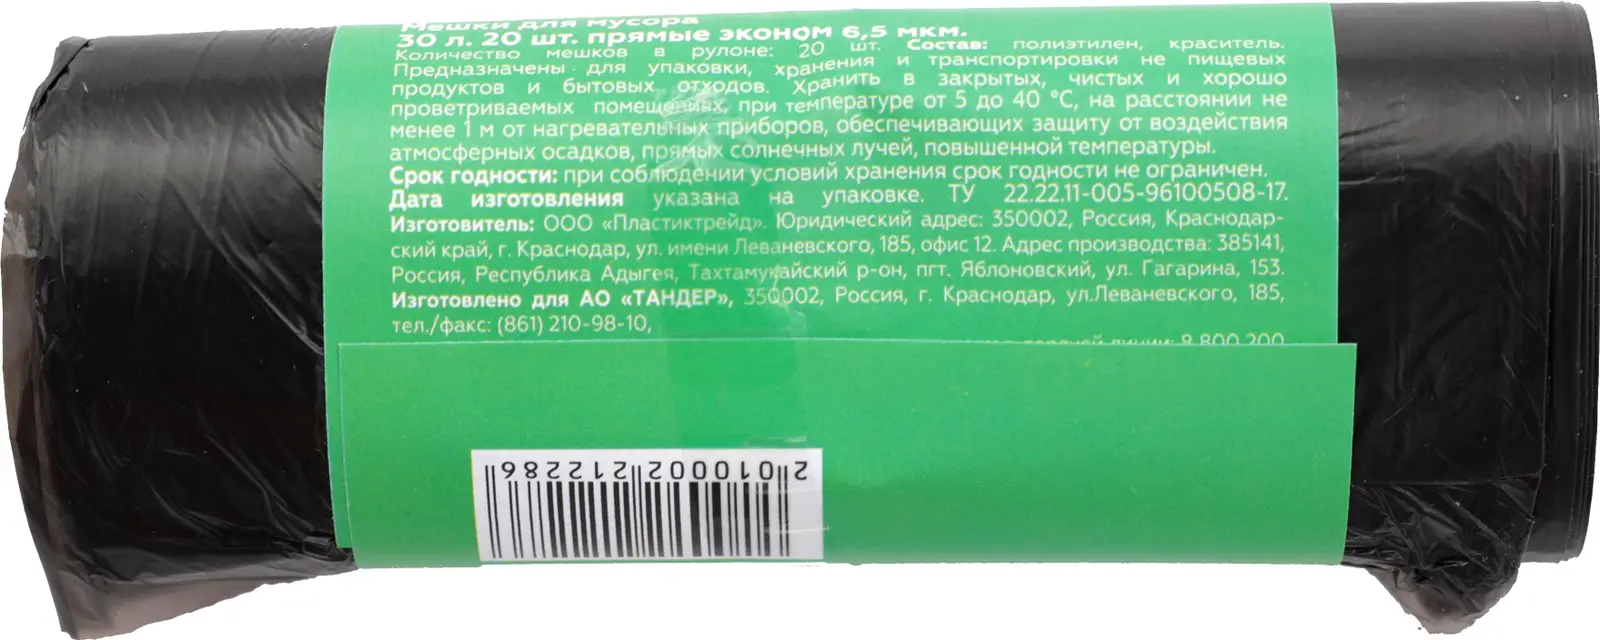 Мешки для мусора
30 л. 20 шт. прямые эконом 6,5 мкм.
Количество мешков в рулоне: 20 шт. Состав: полиэтилен, краситель.
Предназначены для упаковки, хранения и транспортировки не пищевых
продуктов и бытовых отходов. Хранить в закрытых, чистых и хорошо
проветриваемых помещениях, при температуре от 5 до 40 °С, на расстоянии не
менее 1 м от нагревательных приборов, обеспечивающих защиту от воздействия
атмосферных осадков, прямых солнечных лучей, повышенной температуры.
Срок годности: при соблюдении условий хранения срок годности не ограничен.
Дата изготовления указана на упаковке. ТУ 22.22.11-005-96100508-17.
Изготовитель: ООО «Пластиктрейд». Юридический адрес: 350002, Россия, Краснодар-
ский край, г. Краснодар, ул. имени Леваневского, 185, офис 12. Адрес производства: 385141,
Россия, Республика Адыгея, Тахтамукайский р-он, пгт. Яблоновский, ул. Гагарина, 153.
Изготовлено для АО «ТАНДЕР», 350002, Россия, г. Краснодар, ул.Леваневского, 185,
тел./факс: (861) 210-98-10,
горячей линии: 8 800 200
2010002212286